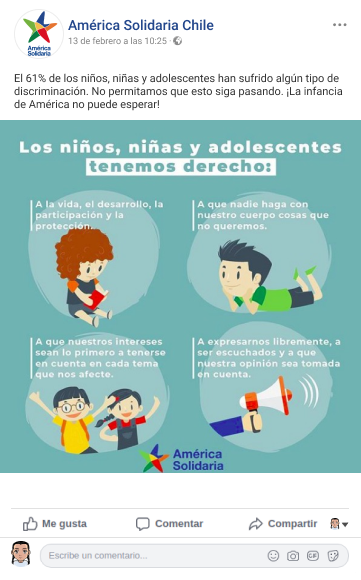 América Solidaria Chile
13 de febrero a las 10:25 ·
América
Solidaria
El 61% de los niños, niñas y adolescentes han sufrido algún tipo de
discriminación. No permitamos que esto siga pasando. ¡La infancia
de América no puede esperar!
Los niños, niñas y adolescentes
tenemos derecho:
A la vida, el desarrollo, la
participación y la
protección.
A que nadie haga con
nuestro cuerpo cosas que
no queremos.
A que nuestros intereses
sean lo primero a tenerse
en cuenta en cada tema
que nos afecte.
A expresarnos libremente, a
ser escuchados y a que
nuestra opinión sea tomada
en cuenta.
América
Solidaria
Me gusta
Comentar
Compartir
Escribe un comentario...
GIF